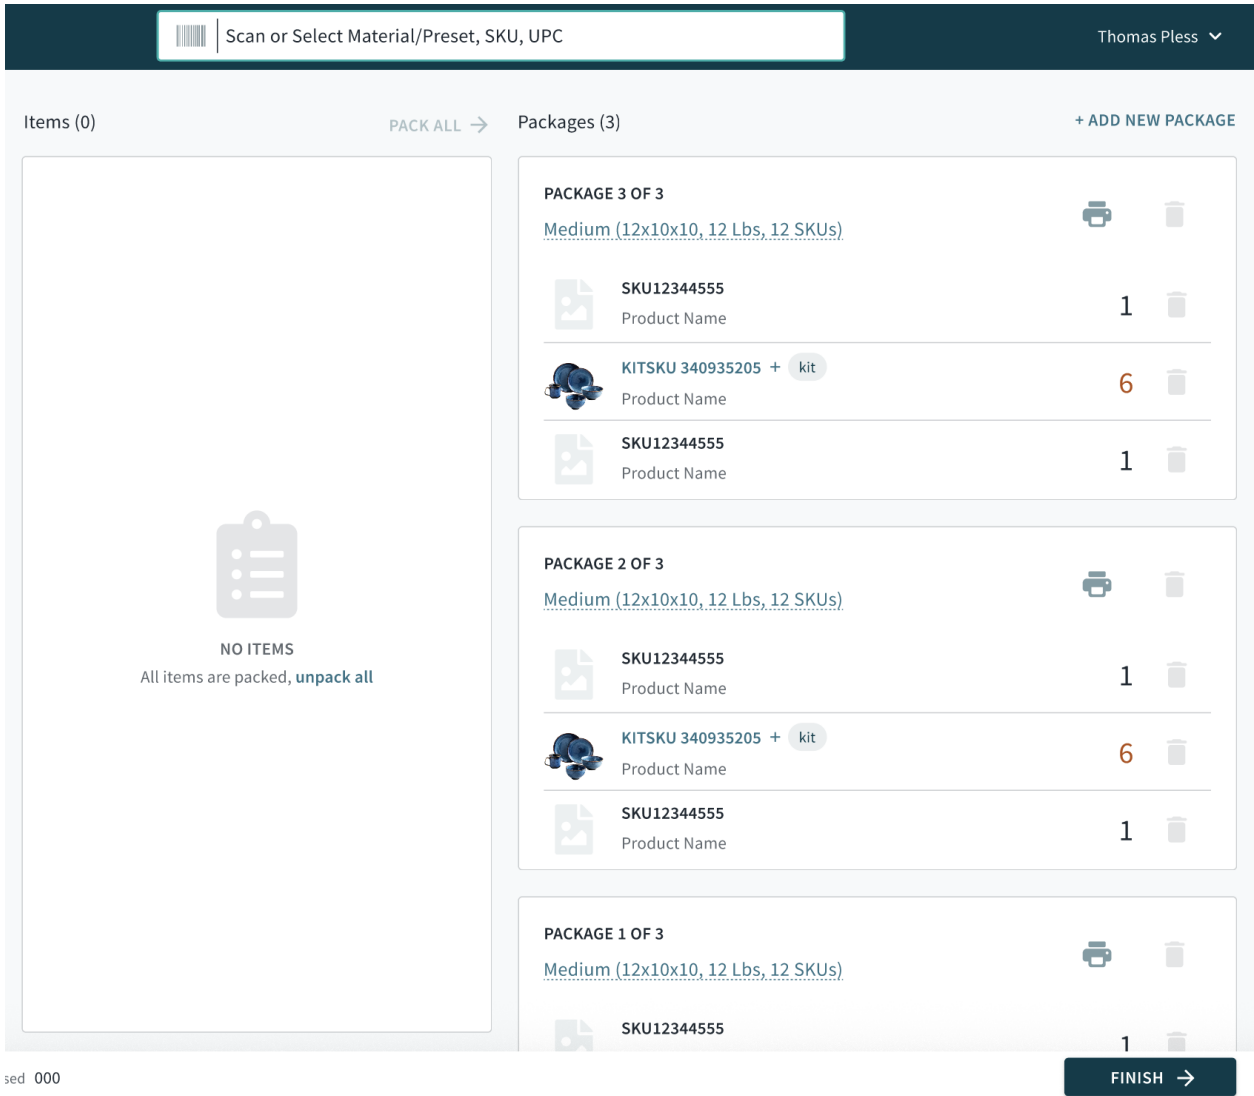 Scan or Select Material/Preset, SKU, UPC
Thomas Pless
Items (0)
PACK ALL
NO ITEMS
All items are packed, unpack all
Packages (3)
+ ADD NEW PACKAGE
PACKAGE 3 OF 3
Medium (12x10x10, 12 Lbs, 12 SKUs)
SKU12344555
Product Name
1
KITSKU 340935205 + kit
Product Name
6
SKU12344555
Product Name
1
PACKAGE 2 OF 3
Medium (12x10x10, 12 Lbs, 12 SKUs)
SKU12344555
Product Name
1
KITSKU 340935205 + kit
Product Name
6
SKU12344555
Product Name
1
PACKAGE 1 OF 3
Medium (12x10x10, 12 Lbs, 12 SKUs)
SKU12344555
1
sed 000
FINISH